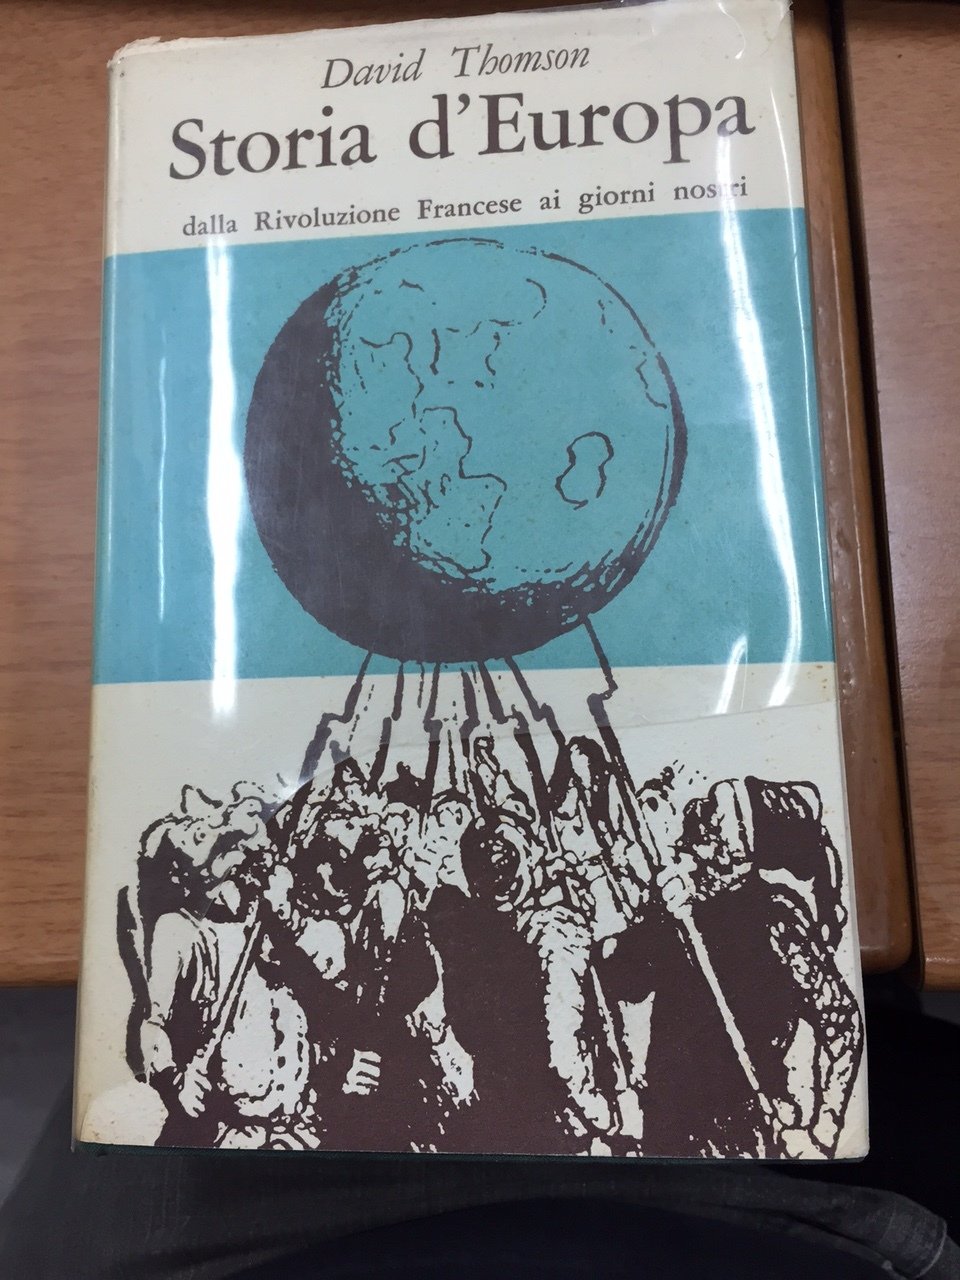 David Thomson
Storia d'Europa
dalla Rivoluzione Francese ai giorni nostri